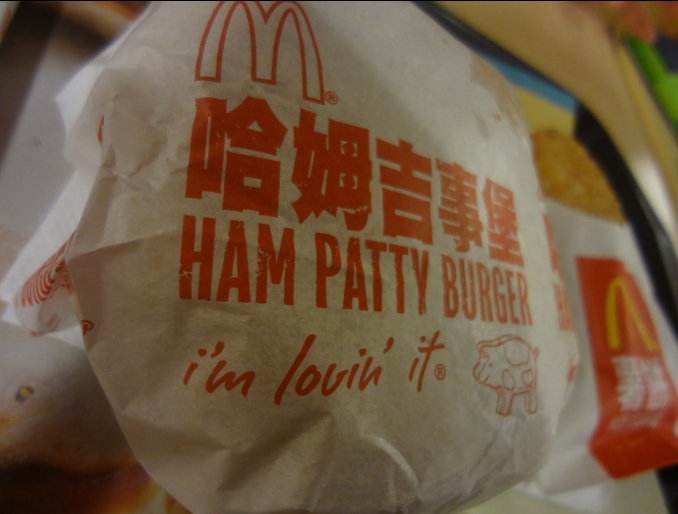 M®
哈姆吉事堡
HAM PATTY BURGER
i'm lovin' it®